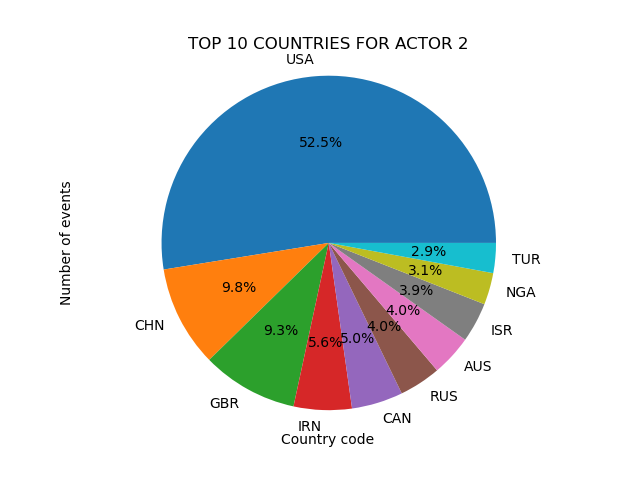 TOP 10 COUNTRIES FOR ACTOR 2
USA
52.5%
Number of events
2.9%
TUR
3.1%
NGA
9.8%
3.9%
CHN
4.0%
ISR
9.3%
4.0%
5.6%
5.0%
AUS
RUS
GBR
CAN
IRN
Country code